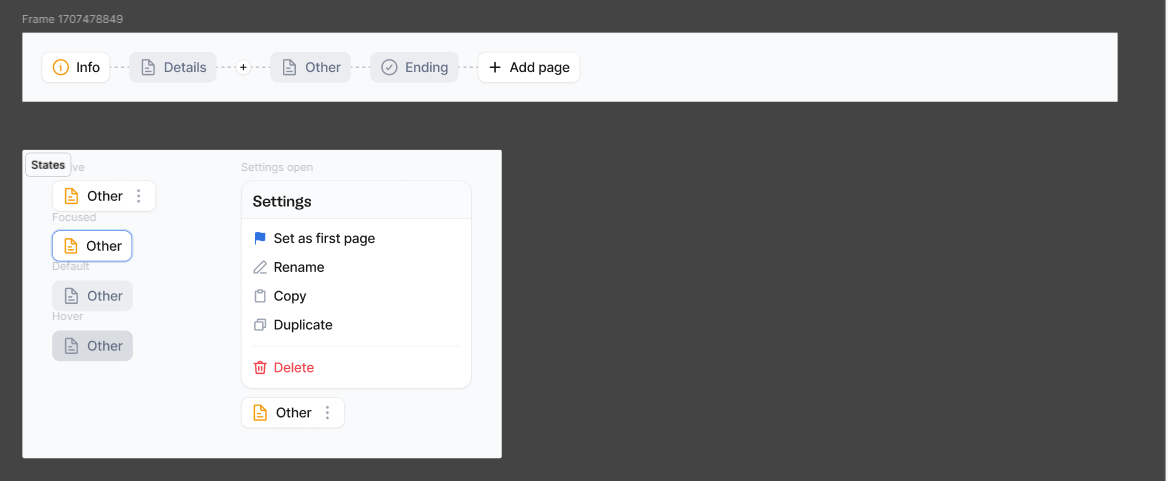 Frame 1707478849
Info
Details
+
Other
Ending
+ Add page
States
ve
Other
Focused
Other
Default
Other
Hover
Other
Settings open
Settings
Set as first page
Rename
Copy
Duplicate
Delete
Other